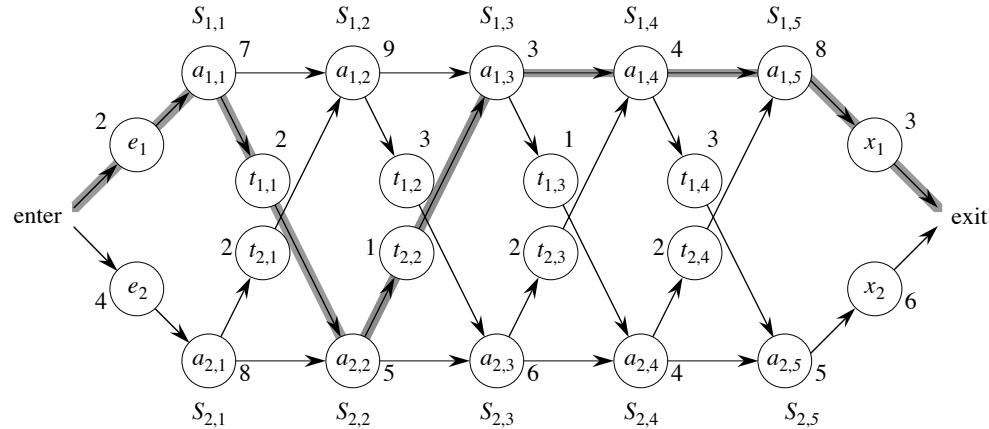 S1,1 S1,2 S1,3 S1,4 S1,5
7 9 3 4 8
a1,1 a1,2 a1,3 a1,4 a1,5
2 3
e1 x1
2 3 1 3
t1,1 t1,2 t1,3 t1,4
enter exit
2 1 2 2
t2,1 t2,2 t2,3 t2,4
e2 x2
4 6
a2,1 a2,2 a2,3 a2,4 a2,5
8 5 6 4 5
S2,1 S2,2 S2,3 S2,4 S2,5